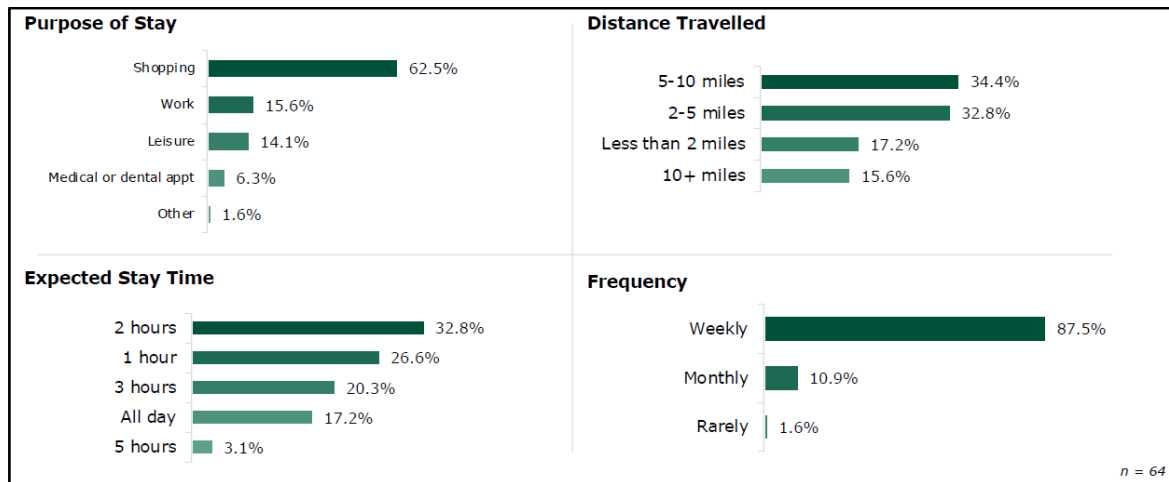 Purpose of Stay
Shopping 62.5%
Work 15.6%
Leisure 14.1%
Medical or dental appt 6.3%
Other 1.6%
Distance Travelled
5-10 miles 34.4%
2-5 miles 32.8%
Less than 2 miles 17.2%
10+ miles 15.6%
Expected Stay Time
2 hours 32.8%
1 hour 26.6%
3 hours 20.3%
All day 17.2%
5 hours 3.1%
Frequency
Weekly 87.5%
Monthly 10.9%
Rarely 1.6%
n = 64